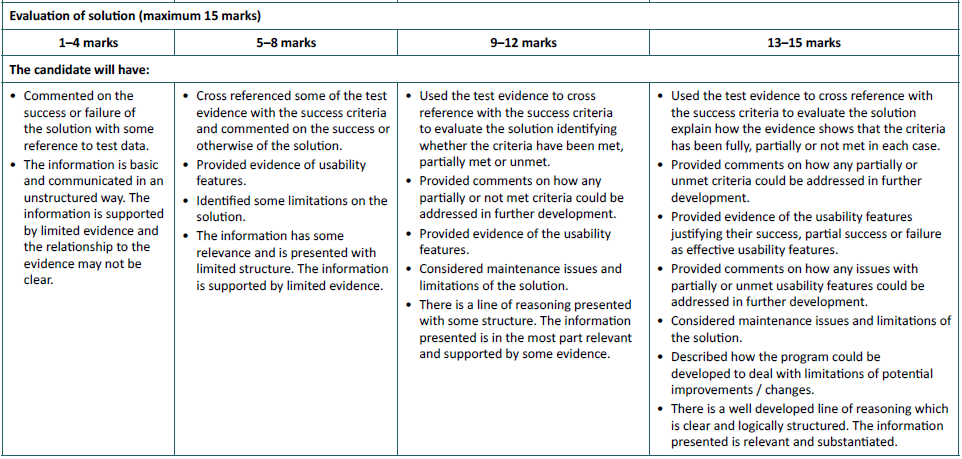 Evaluation of solution (maximum 15 marks)
1–4 marks
5–8 marks
9–12 marks
13–15 marks
The candidate will have:
• Commented on the
success or failure of
the solution with some
reference to test data.
• The information is basic
and communicated in an
unstructured way. The
information is supported
by limited evidence and
the relationship to the
evidence may not be
clear.
• Cross referenced some of the test
evidence with the success criteria
and commented on the success or
otherwise of the solution.
• Provided evidence of usability
features.
• Identified some limitations on the
solution.
• The information has some
relevance and is presented with
limited structure. The information
is supported by limited evidence.
• Used the test evidence to cross
reference with the success criteria
to evaluate the solution identifying
whether the criteria have been met,
partially met or unmet.
• Provided comments on how any
partially or not met criteria could be
addressed in further development.
• Provided evidence of the usability
features.
• Considered maintenance issues and
limitations of the solution.
• There is a line of reasoning presented
with some structure. The information
presented is in the most part relevant
and supported by some evidence.
• Used the test evidence to cross reference with
the success criteria to evaluate the solution
explain how the evidence shows that the criteria
has been fully, partially or not met in each case.
• Provided comments on how any partially or
unmet criteria could be addressed in further
development.
• Provided evidence of the usability features
justifying their success, partial success or failure
as effective usability features.
• Provided comments on how any issues with
partially or unmet usability features could be
addressed in further development.
• Considered maintenance issues and limitations of
the solution.
• Described how the program could be
developed to deal with limitations of potential
improvements / changes.
• There is a well developed line of reasoning which
is clear and logically structured. The information
presented is relevant and substantiated.